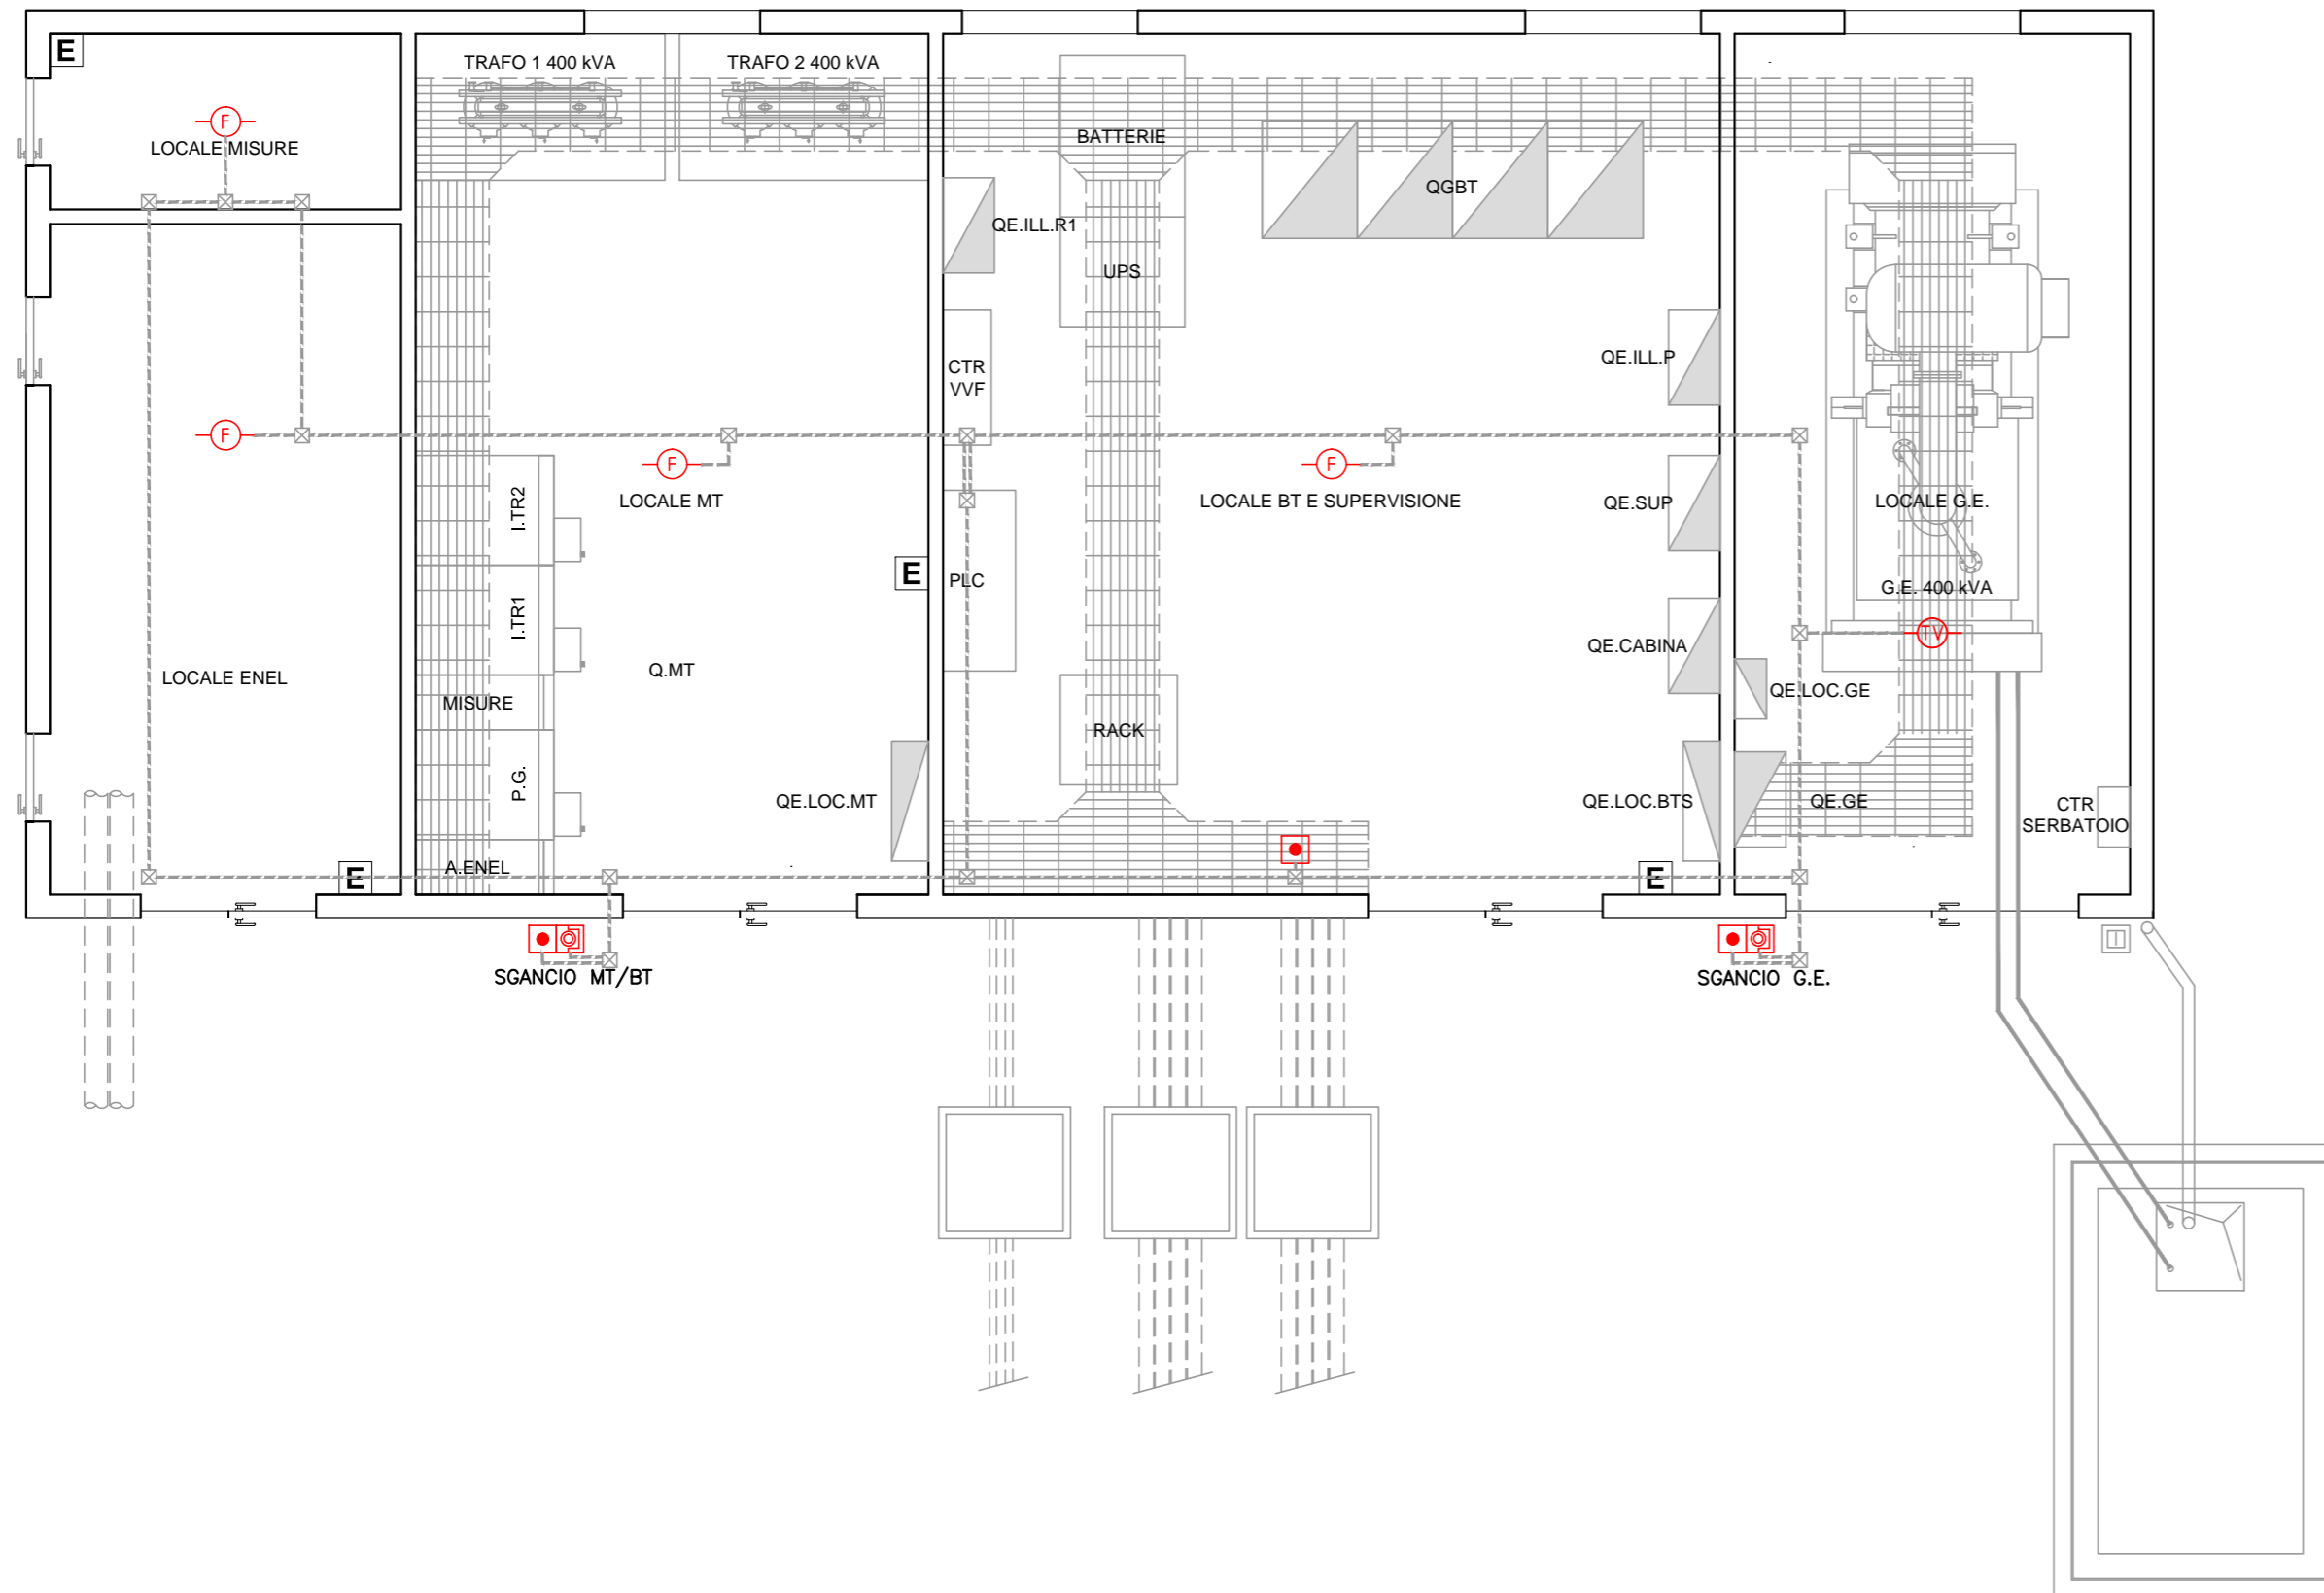 E
TRAFO 1 400 kVA
TRAFO 2 400 kVA
F
LOCALE MISURE
BATTERIE
QGBT
QE.ILL.R1
UPS
QE.ILL.P
CTR
VVF
F
F
F
LOCALE MT
LOCALE BT E SUPERVISIONE
QE.SUP
LOCALE G.E.
I.TR2
E
PLC
G.E. 400 kVA
I.TR1
TV
QE.CABINA
LOCALE ENEL
Q.MT
QE.LOC.GE
MISURE
RACK
P.G.
QE.LOC.MT
QE.LOC.BTS
QE.GE
CTR
SERBATOIO
A.ENEL
E
E
SGANCIO MT/BT
SGANCIO G.E.